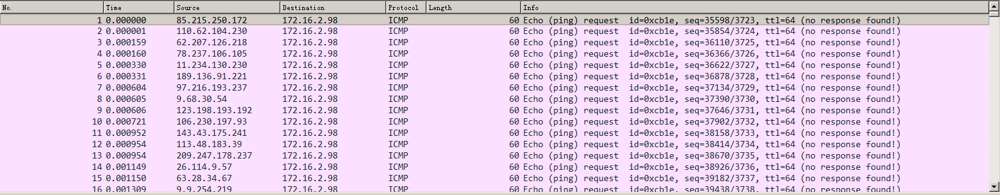 No. Time Source Destination Protocol Length Info
1 0.000000 85.215.250.172 172.16.2.98 ICMP 60 Echo (ping) request id=0xcb1e, seq=35598/3723, ttl=64 (no response found!)
2 0.000001 110.62.104.230 172.16.2.98 ICMP 60 Echo (ping) request id=0xcb1e, seq=35854/3724, ttl=64 (no response found!)
3 0.000159 62.207.126.218 172.16.2.98 ICMP 60 Echo (ping) request id=0xcb1e, seq=36110/3725, ttl=64 (no response found!)
4 0.000160 78.237.106.105 172.16.2.98 ICMP 60 Echo (ping) request id=0xcb1e, seq=36366/3726, ttl=64 (no response found!)
5 0.000330 11.234.130.230 172.16.2.98 ICMP 60 Echo (ping) request id=0xcb1e, seq=36622/3727, ttl=64 (no response found!)
6 0.000331 189.136.91.221 172.16.2.98 ICMP 60 Echo (ping) request id=0xcb1e, seq=36878/3728, ttl=64 (no response found!)
7 0.000604 97.216.193.237 172.16.2.98 ICMP 60 Echo (ping) request id=0xcb1e, seq=37134/3729, ttl=64 (no response found!)
8 0.000605 9.68.30.54 172.16.2.98 ICMP 60 Echo (ping) request id=0xcb1e, seq=37390/3730, ttl=64 (no response found!)
9 0.000606 123.198.193.192 172.16.2.98 ICMP 60 Echo (ping) request id=0xcb1e, seq=37646/3731, ttl=64 (no response found!)
10 0.000721 106.230.197.93 172.16.2.98 ICMP 60 Echo (ping) request id=0xcb1e, seq=37902/3732, ttl=64 (no response found!)
11 0.000952 143.43.175.241 172.16.2.98 ICMP 60 Echo (ping) request id=0xcb1e, seq=38158/3733, ttl=64 (no response found!)
12 0.000954 113.48.183.39 172.16.2.98 ICMP 60 Echo (ping) request id=0xcb1e, seq=38414/3734, ttl=64 (no response found!)
13 0.000954 209.247.178.237 172.16.2.98 ICMP 60 Echo (ping) request id=0xcb1e, seq=38670/3735, ttl=64 (no response found!)
14 0.001149 26.114.9.57 172.16.2.98 ICMP 60 Echo (ping) request id=0xcb1e, seq=38926/3736, ttl=64 (no response found!)
15 0.001150 63.28.34.67 172.16.2.98 ICMP 60 Echo (ping) request id=0xcb1e, seq=39182/3737, ttl=64 (no response found!)
16 0.001309 9.9.254.219 172.16.2.98 ICMP 60 Echo (ping) request id=0xcb1e, seq=39438/3738, ttl=64 (no response found!)